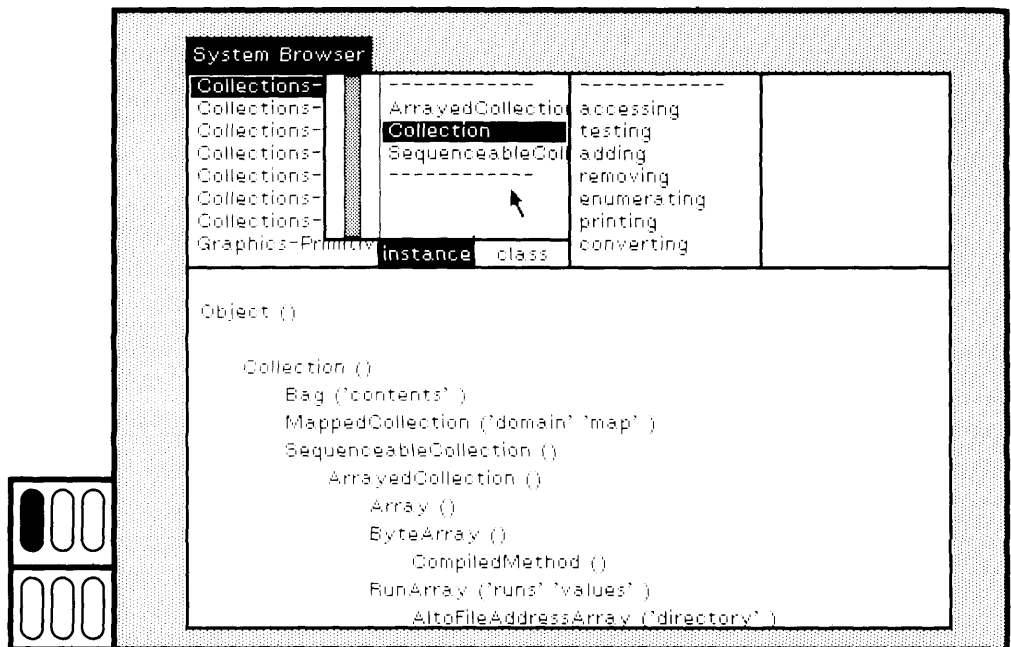 System Browser
Collections-
Collections-
Collections-
Collections-
Collections-
Collections-
Collections-
Graphics-Primitiv
------------
ArrayedCollectio
Collection
SequenceableColl
------------
instance class
------------
accessing
testing
adding
removing
enumerating
printing
converting
Object ()
Collection ()
Bag ('contents' )
MappedCollection ('domain' 'map' )
SequenceableCollection ()
ArrayedCollection ()
Array ()
ByteArray ()
CompiledMethod ()
RunArray ('runs' 'values' )
AltoFileAddressArray ('directory' )